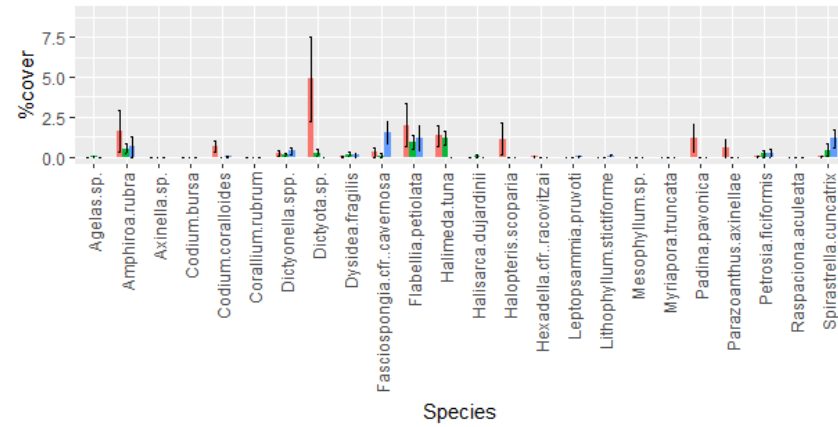 %cover
7.5
5.0
2.5
0.0
Agelas.sp.
Amphiroa.rubra
Axinella.sp.
Codium.bursa
Codium.coralloides
Corallium.rubrum
Dictyonella.spp.
Dictyota.sp.
Dysidea.fragilis
Fasciospongia.cfr..cavernosa
Flabellia.petiolata
Halimeda.tuna
Halisarca.dujardinii
Halopteris.scoparia
Hexadella.cfr..racovitzai
Leptopsammia.pruvoti
Lithophyllum.stictiforme
Mesophyllum.sp.
Myriapora.truncata
Padina.pavonica
Parazoanthus.axinellae
Petrosia.ficiformis
Raspaciona.aculeata
Spirastrella.cuncatrix
Species